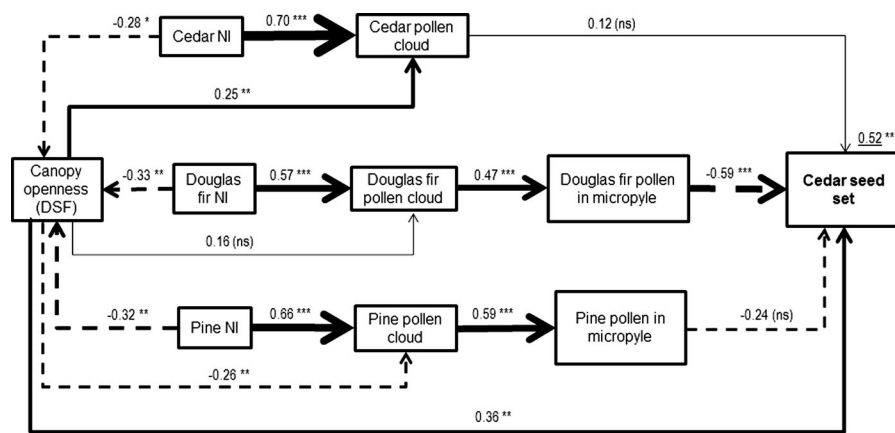 -0.28 *
Cedar NI
0.70 ***
Cedar pollen
cloud
0.12 (ns)
0.25 **
0.52 **
Canopy
openness
(DSF)
-0.33 **
Douglas
fir NI
0.57 ***
Douglas fir
pollen cloud
0.47 ***
Douglas fir pollen
in micropyle
-0.59 ***
Cedar seed
set
0.16 (ns)
-0.32 **
Pine NI
0.66 ***
Pine pollen
cloud
0.59 ***
Pine pollen in
micropyle
-0.24 (ns)
-0.26 **
0.36 **